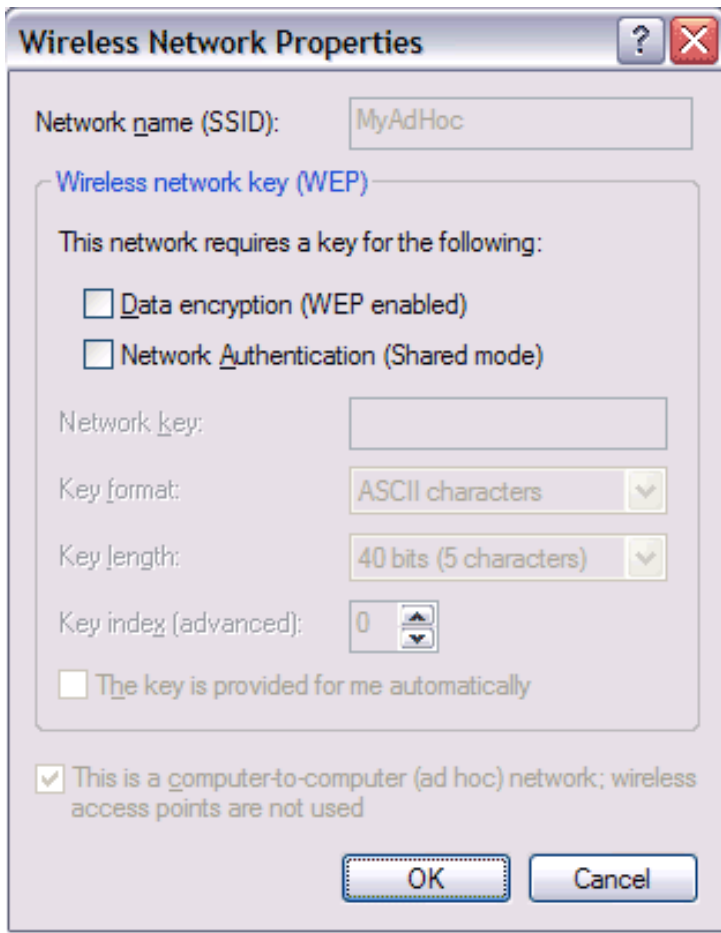 Wireless Network Properties
Network name (SSID): MyAdHoc
Wireless network key (WEP)
This network requires a key for the following:
Data encryption (WEP enabled)
Network Authentication (Shared mode)
Network key:
Key format: ASCII characters
Key length: 40 bits (5 characters)
Key index (advanced): 0
The key is provided for me automatically
This is a computer-to-computer (ad hoc) network; wireless
access points are not used
OK Cancel